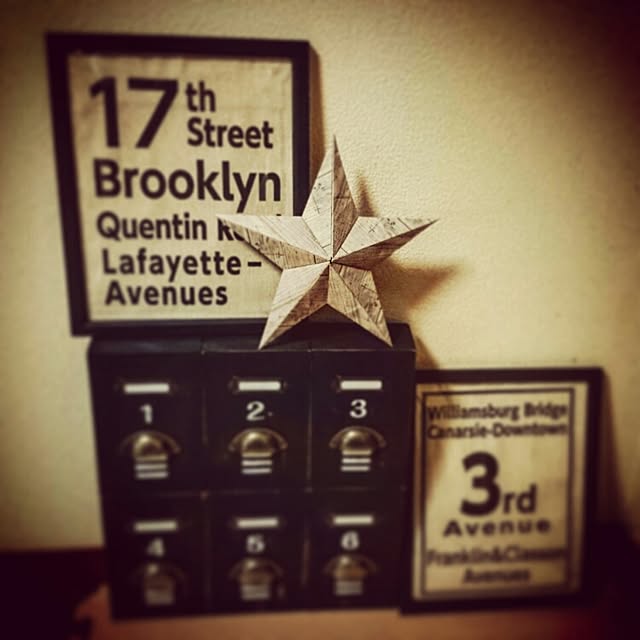 17th
Street
Brooklyn
Quentin
Lafayette-
Avenues
1 2 3
4 5 6
Williamsburg Bridge
Canarsie-Downtown
3rd
Avenue
Franklin&Classon
Avenues